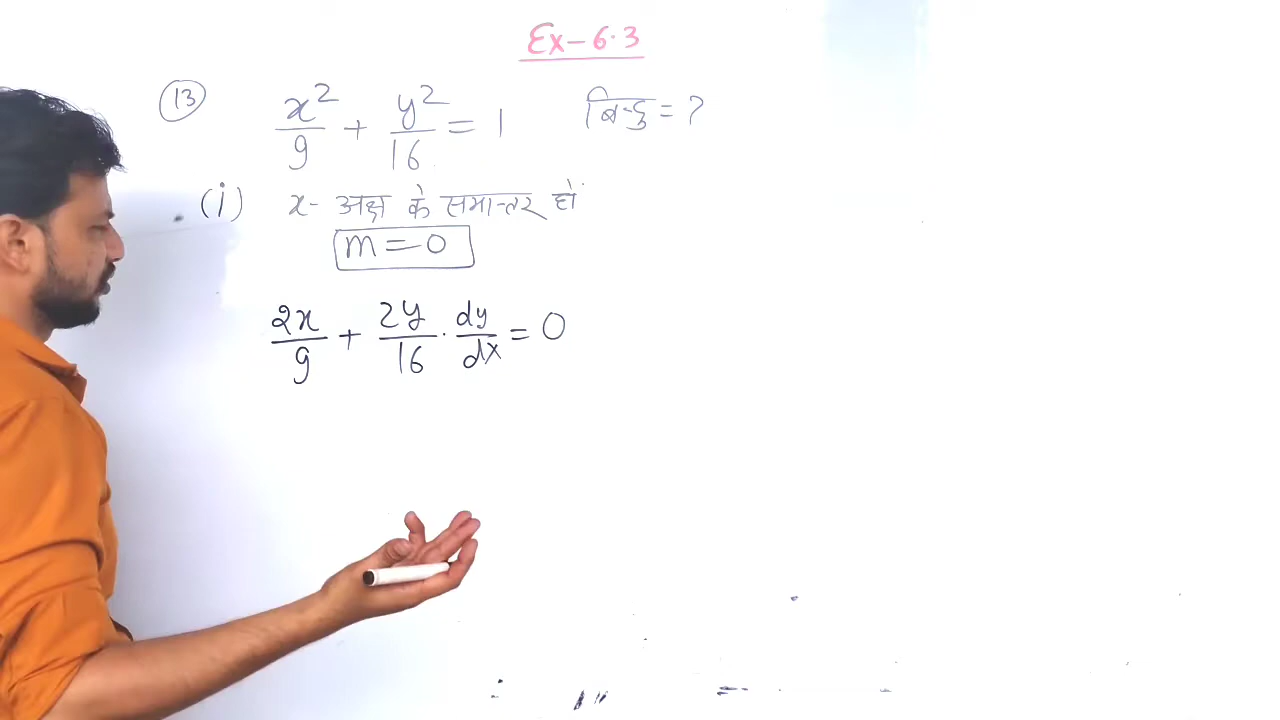 Ex-6.3
(13) x²/9 + y²/16 = 1 बिन्दु = ?
(i) x- अक्ष के समान्तर हो
m = 0
2x/9 + 2y/16 · dy/dx = 0